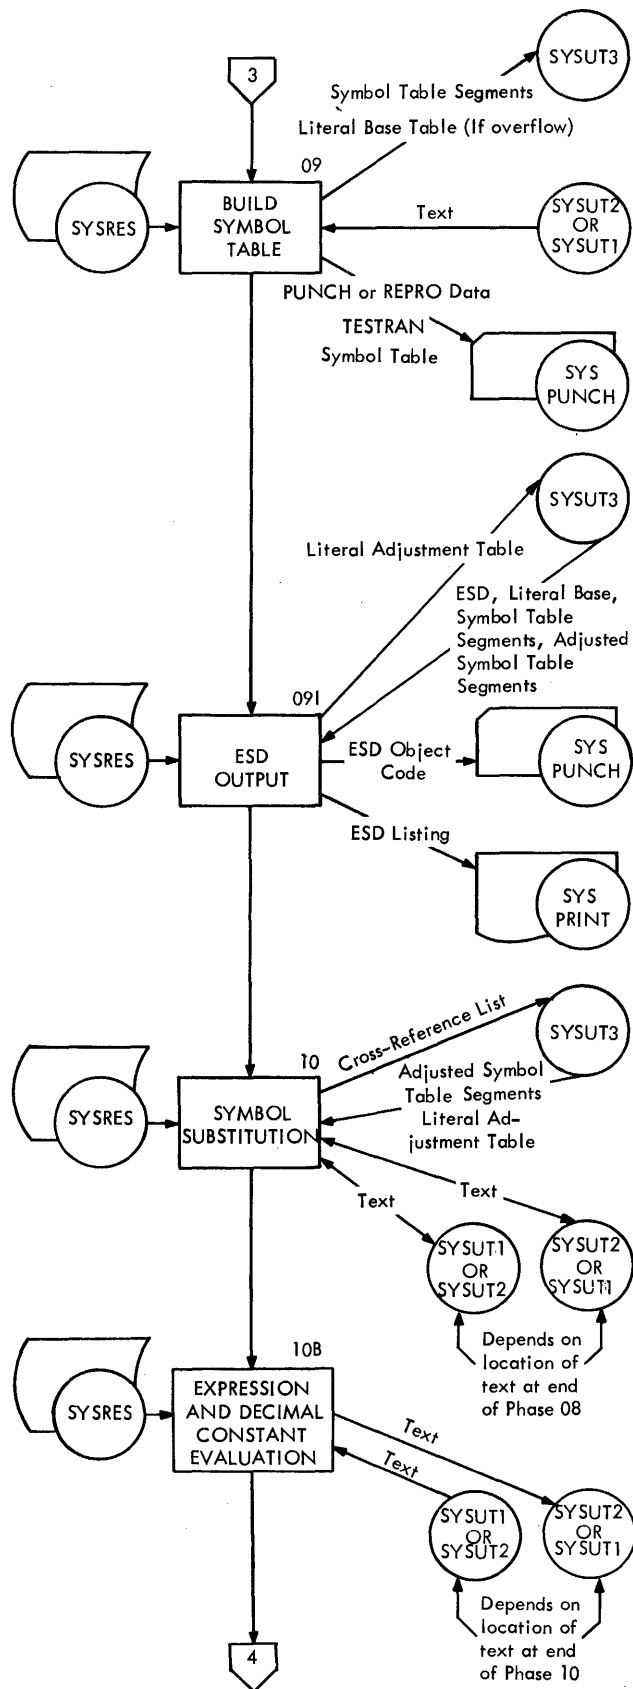 SYSUT3
3
Symbol Table Segments
Literal Base Table (If overflow)
09
BUILD
SYMBOL
TABLE
SYSRES
Text
SYSUT2
OR
SYSUT1
PUNCH or REPRO Data
TESTRAN
Symbol Table
SYS
PUNCH
SYSUT3
Literal Adjustment Table
ESD, Literal Base,
Symbol Table
Segments, Adjusted
Symbol Table
Segments
09I
SYSRES
ESD
OUTPUT
ESD Object
Code
SYS
PUNCH
ESD Listing
SYS
PRINT
Cross-Reference List
SYSUT3
10
SYSRES
SYMBOL
SUBSTITUTION
Adjusted Symbol
Table Segments
Literal Ad-
justment Table
Text
Text
SYSUT1
OR
SYSUT2
SYSUT2
OR
SYSUT1
Depends on
location of
text at end
of Phase 08
10B
SYSRES
EXPRESSION
AND DECIMAL
CONSTANT
EVALUATION
Text
Text
SYSUT1
OR
SYSUT2
SYSUT2
OR
SYSUT1
Depends on
location of
text at end
of Phase 10
4